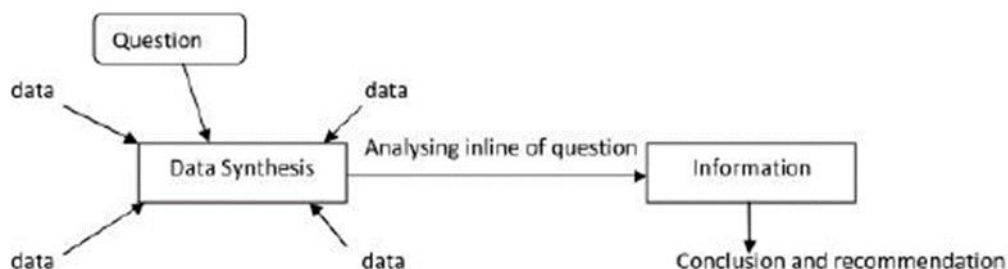 Question
data
data
Analysing inline of question
Data Synthesis
Information
data
data
Conclusion and recommendation